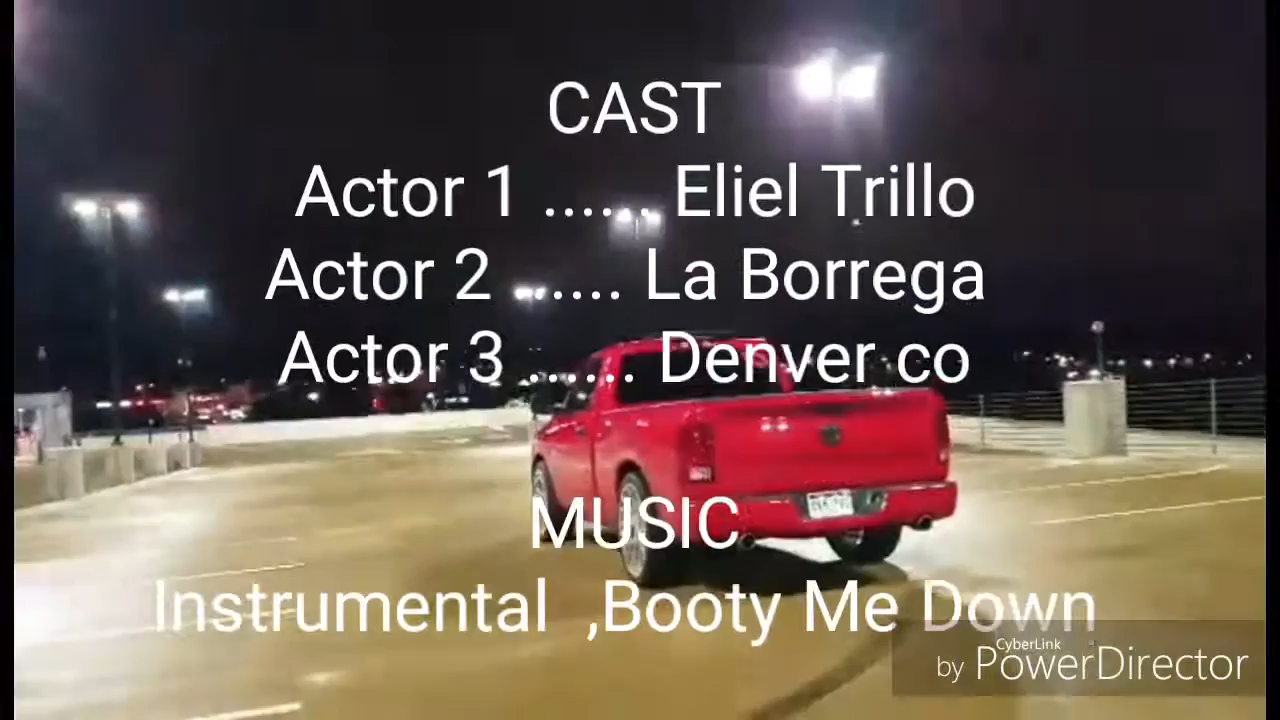 CAST
Actor 1 ...... Eliel Trillo
Actor 2 ...... La Borrega
Actor 3 ...... Denver co
MUSIC
Instrumental  ,Booty Me Down
CyberLink
by PowerDirector